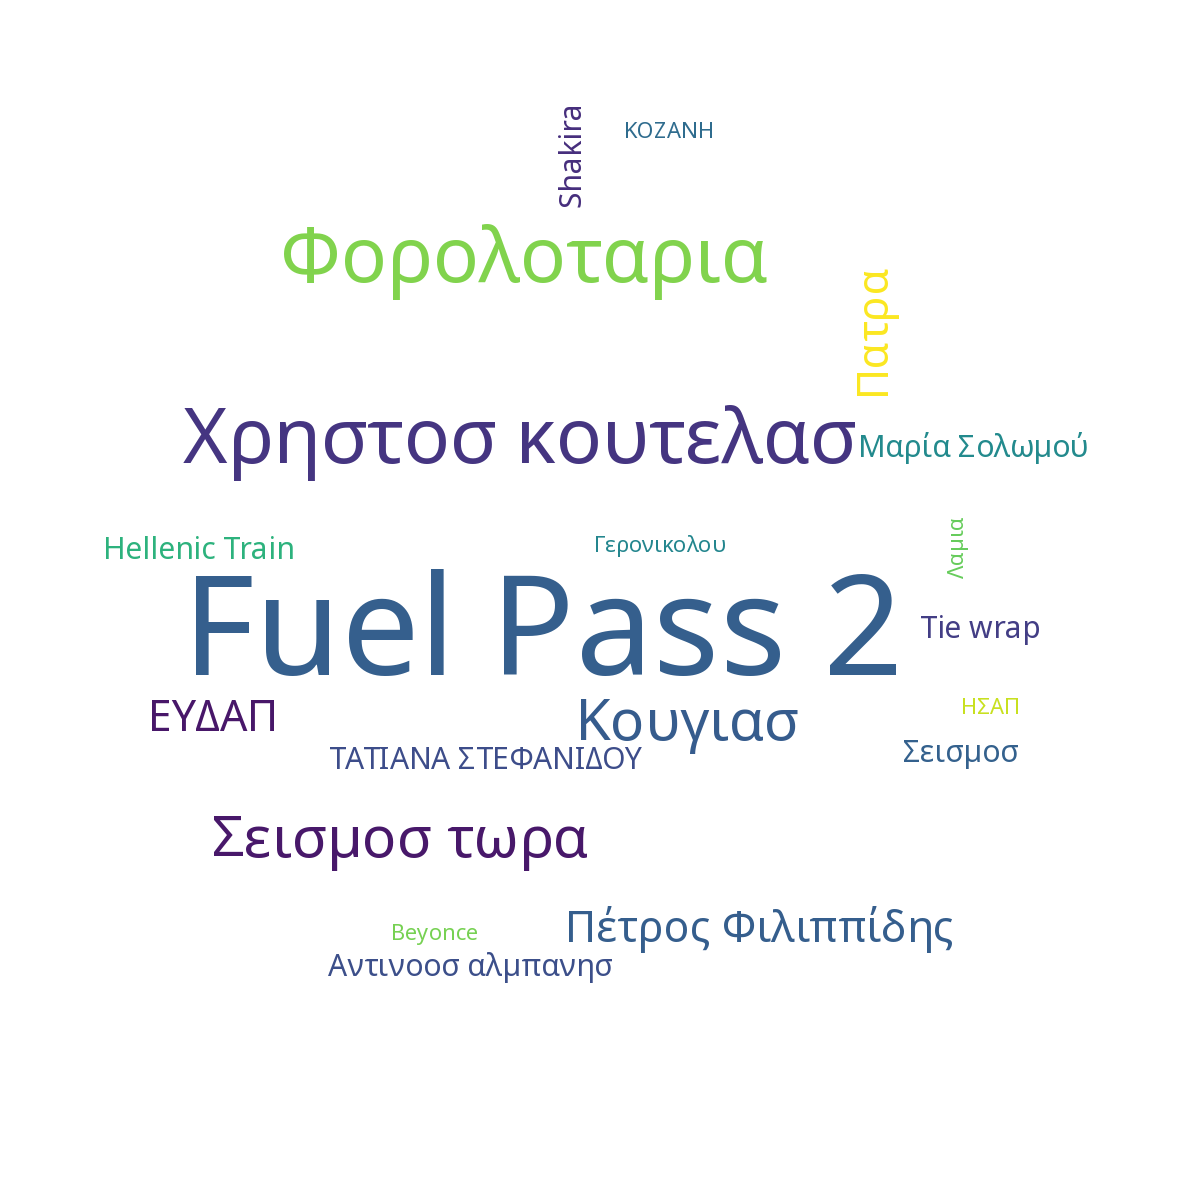 Shakira
ΚΟΖΑΝΗ
Φορολοταρια
Πατρα
Χρηστοσ κουτελασ
Μαρία Σολωμού
Hellenic Train
Γερονικολου
Λαμια
Fuel Pass 2
Tie wrap
ΕΥΔΑΠ
Κουγιασ
ΗΣΑΠ
ΤΑΤΙΑΝΑ ΣΤΕΦΑΝΙΔΟΥ
Σεισμοσ
Σεισμοσ τωρα
Beyonce
Πέτρος Φιλιππίδης
Αντινοοσ αλμπανησ